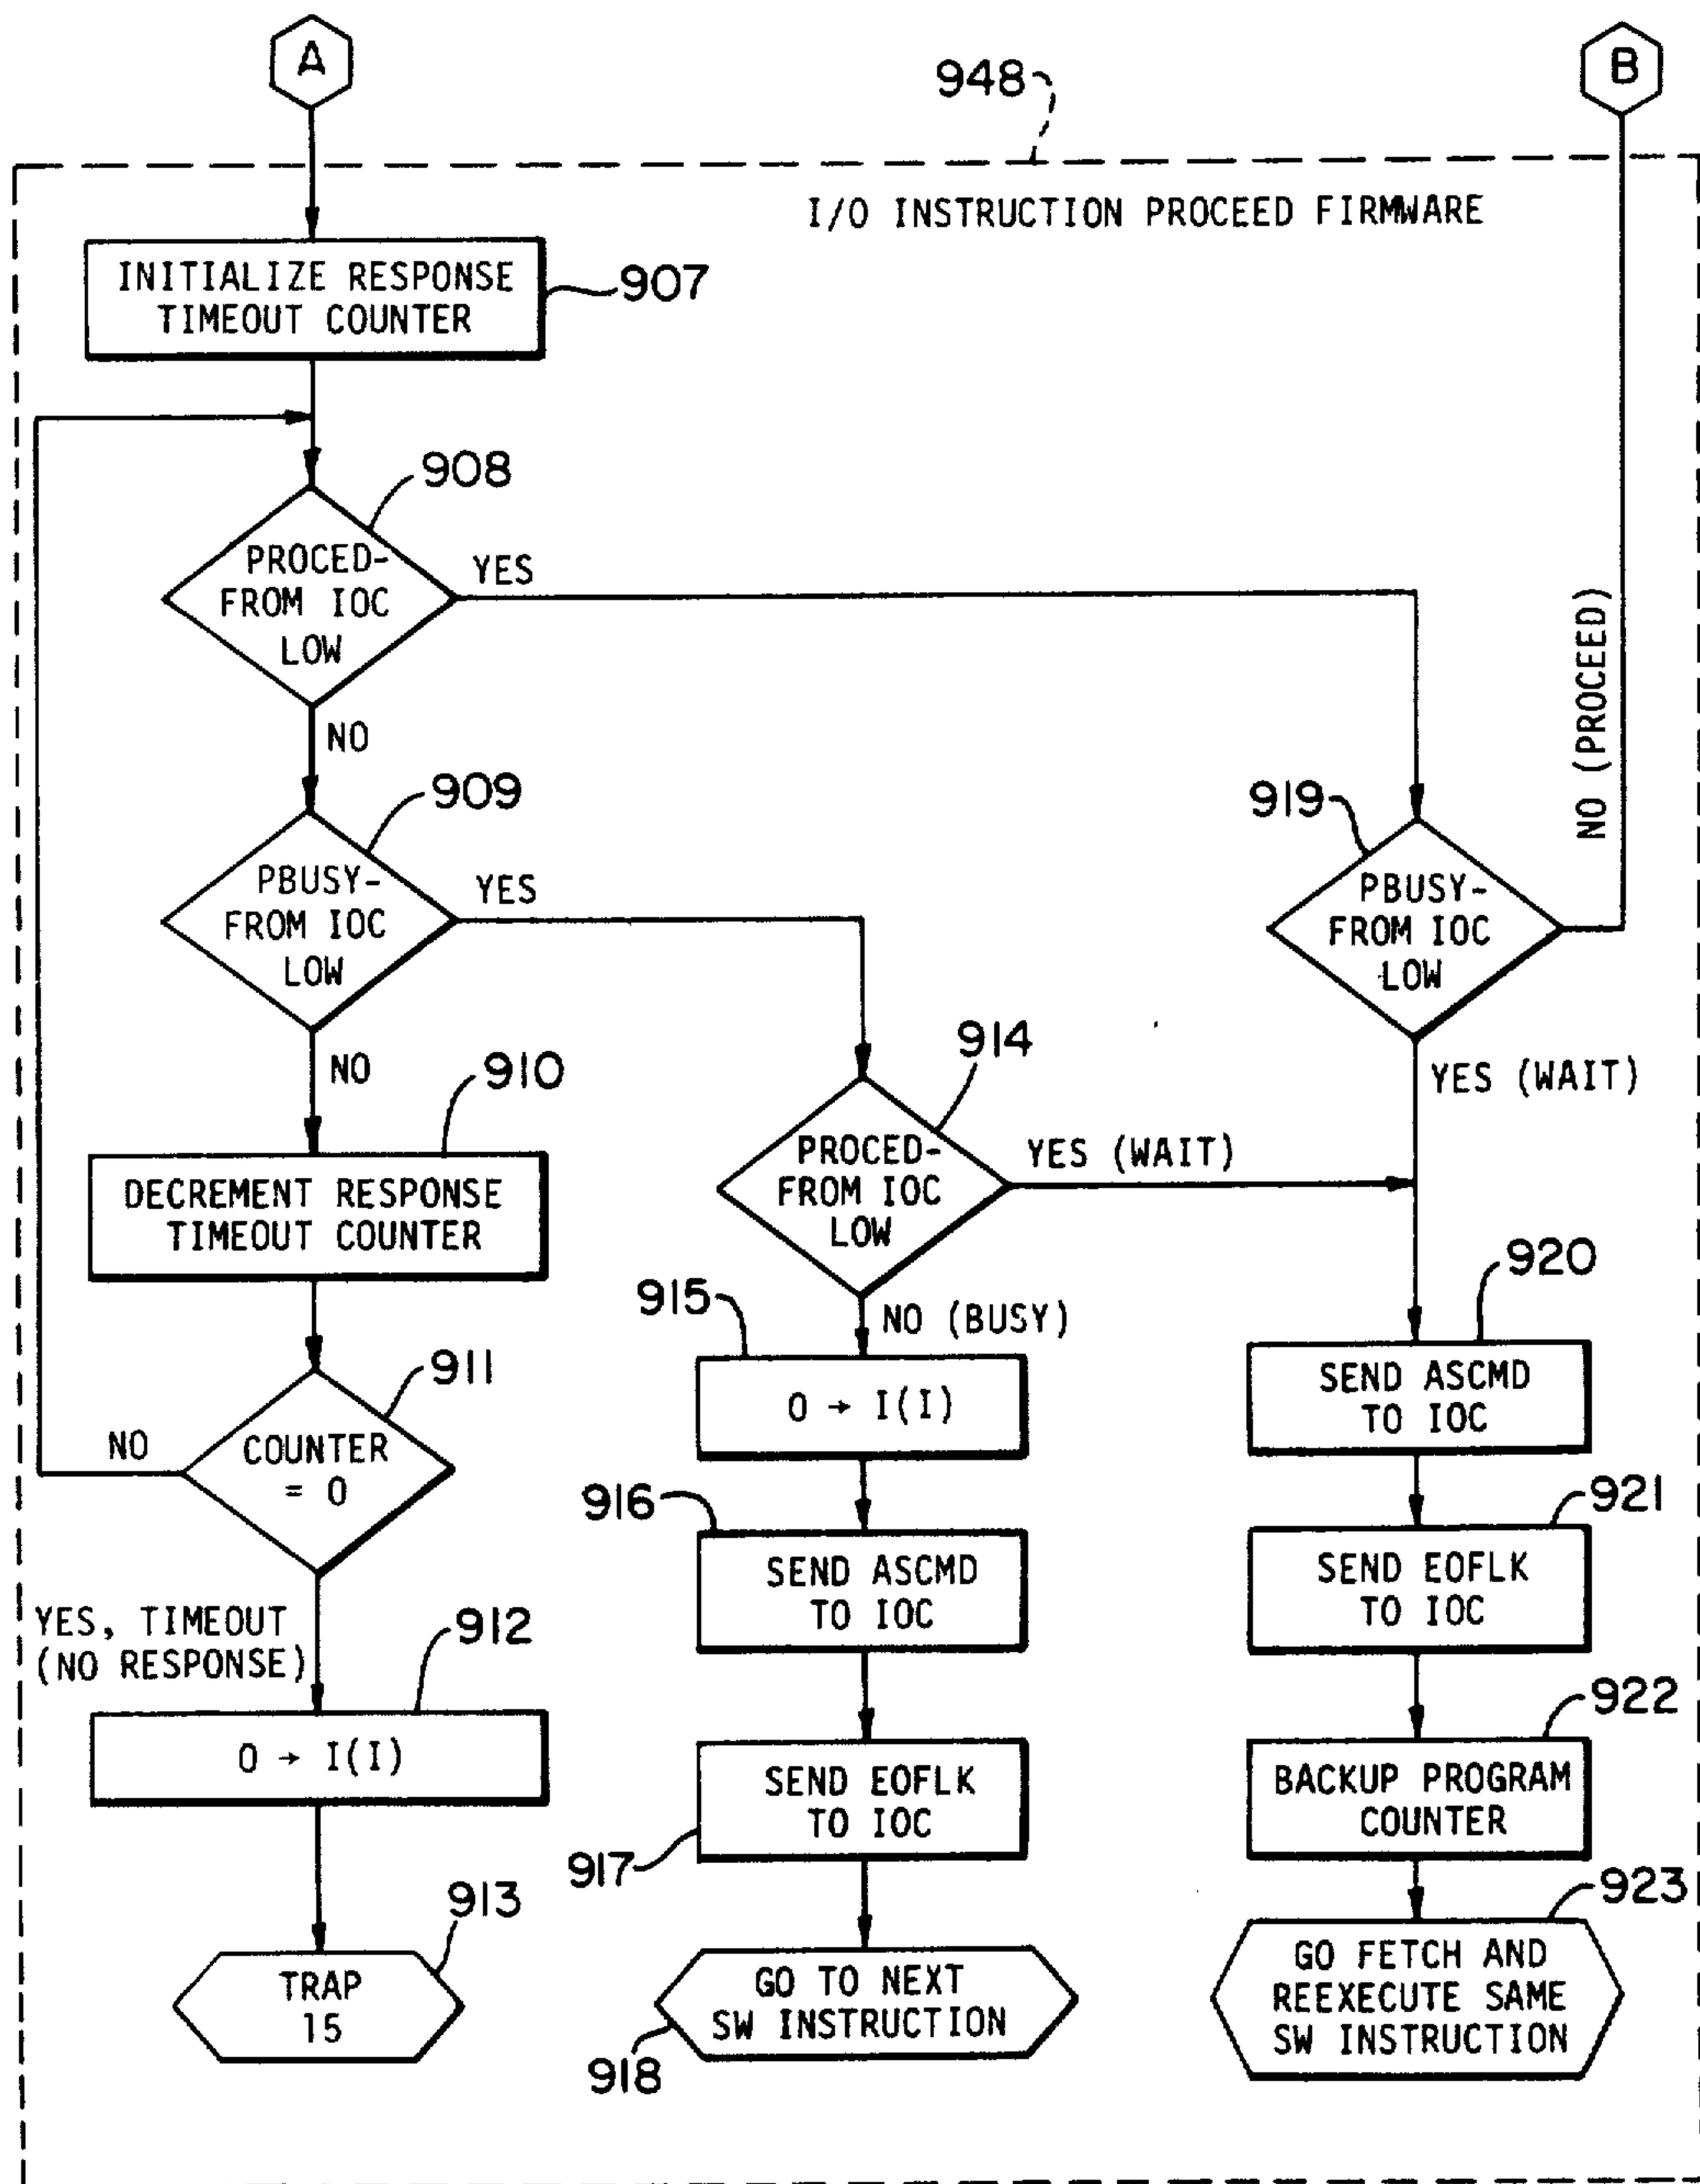 A
B
948
I/O INSTRUCTION PROCEED FIRMWARE
INITIALIZE RESPONSE
TIMEOUT COUNTER
907
908
PROCED-
FROM IOC
LOW
YES
NO
909
PBUSY-
FROM IOC
LOW
YES
NO
919
PBUSY-
FROM IOC
LOW
NO (PROCEED)
YES (WAIT)
910
DECREMENT RESPONSE
TIMEOUT COUNTER
914
PROCED-
FROM IOC
LOW
YES (WAIT)
NO (BUSY)
911
COUNTER
= 0
NO
YES, TIMEOUT
(NO RESPONSE)
912
0 → I(I)
913
TRAP
15
915
0 → I(I)
916
SEND ASCMD
TO IOC
SEND EOFLK
TO IOC
917
GO TO NEXT
SW INSTRUCTION
918
920
SEND ASCMD
TO IOC
921
SEND EOFLK
TO IOC
922
BACKUP PROGRAM
COUNTER
923
GO FETCH AND
REEXECUTE SAME
SW INSTRUCTION